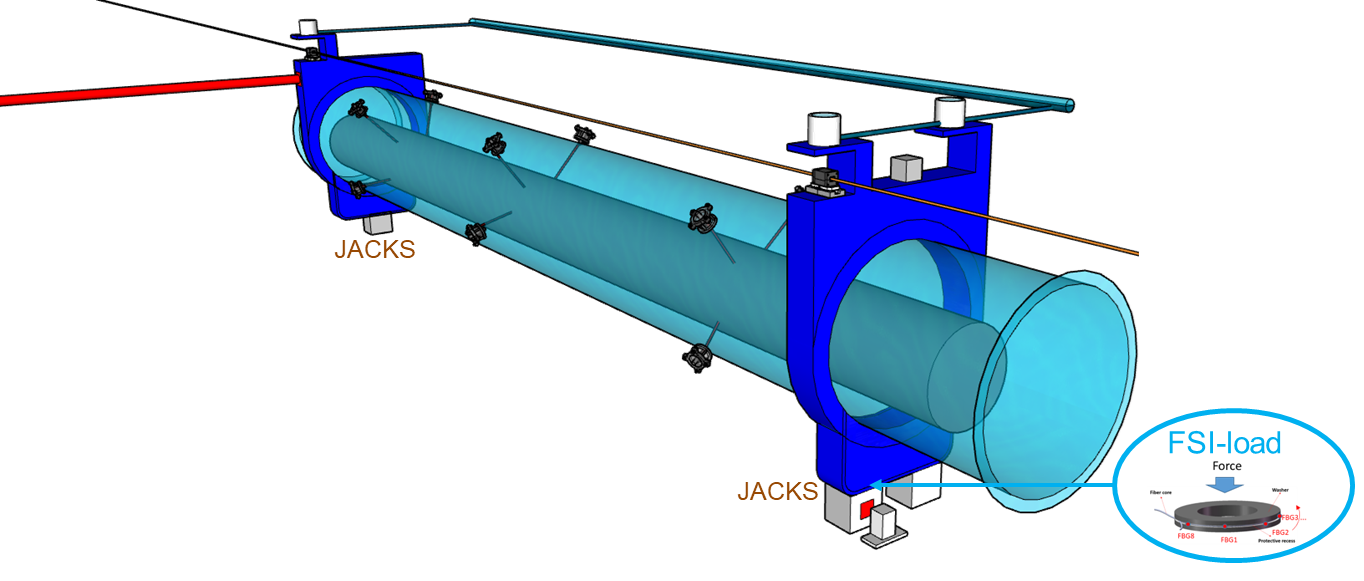 JACKS
JACKS
FSI-load
Force
Fiber core
Washer
FBG3 ...
FBG2
FBG8
FBG1
Protective recess